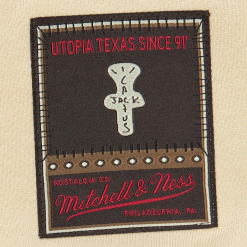 UTOPIA TEXAS SINCE 91'
CACTUS
JACK
NOSTALGIA CO.
Mitchell & Ness
PHILADELPHIA, PA.